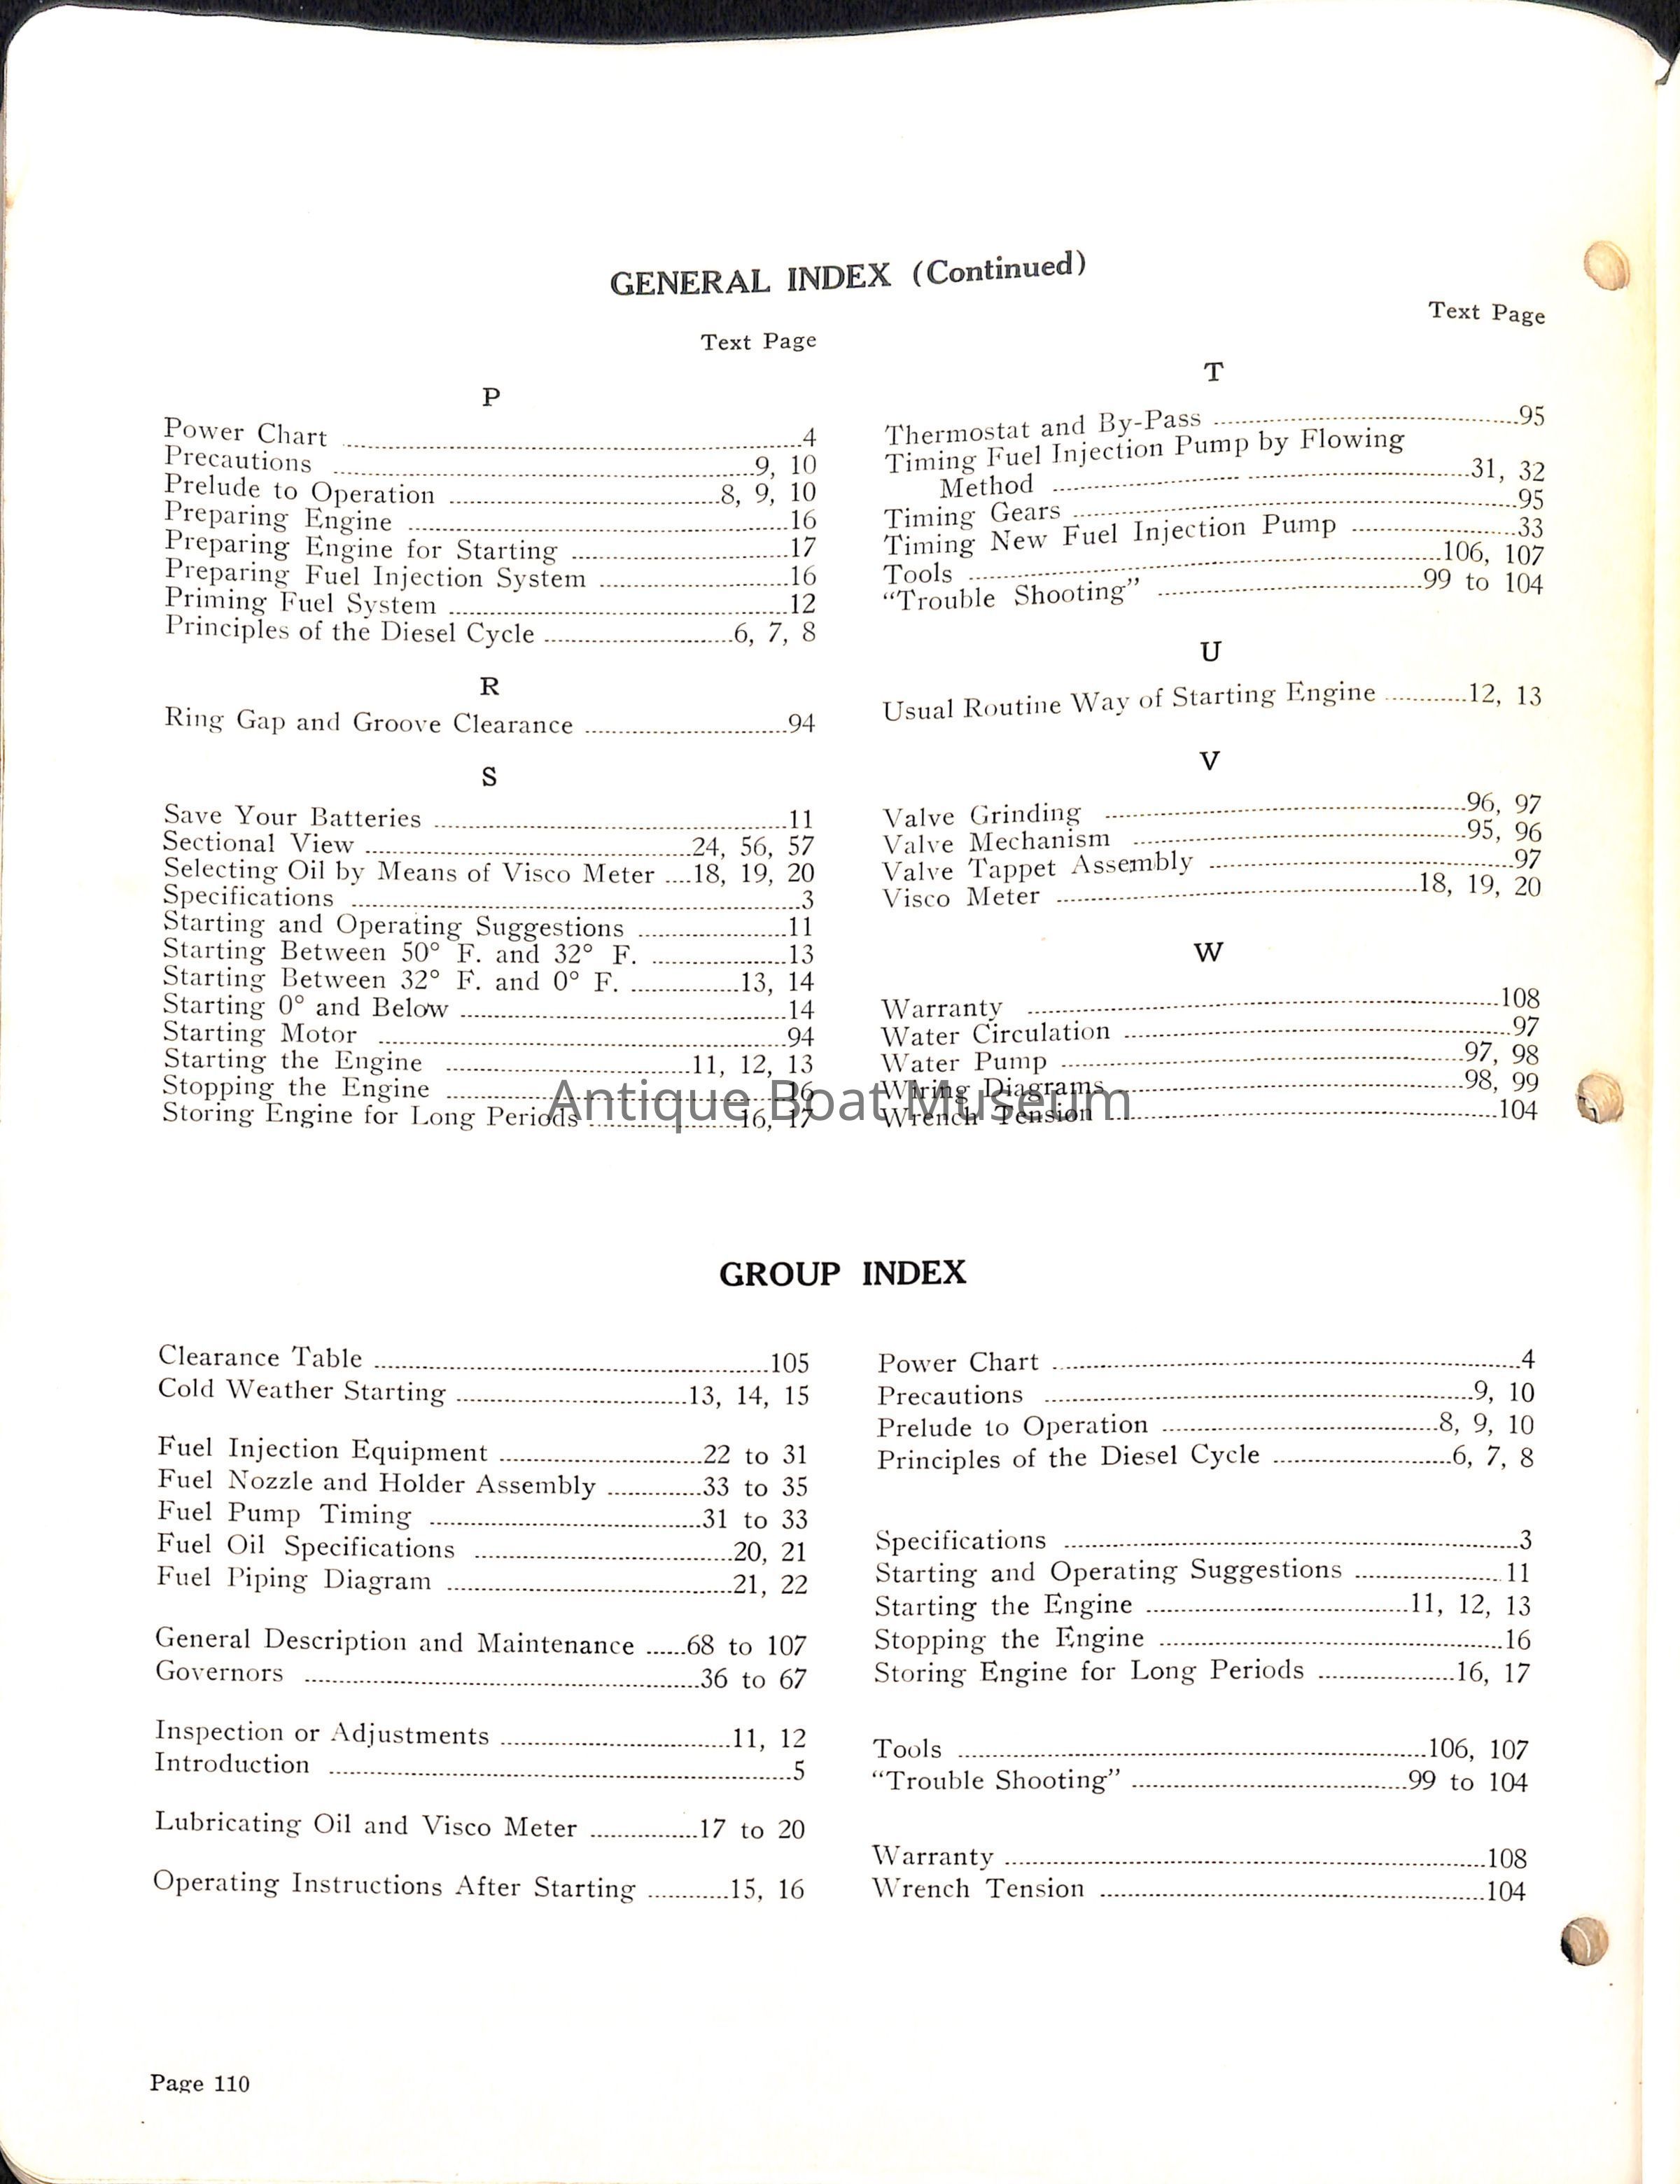 GENERAL INDEX (Continued)
Text Page
P
Power Chart ....4
Precautions ....9, 10
Prelude to Operation ....8, 9, 10
Preparing Engine ....16
Preparing Engine for Starting ....17
Preparing Fuel Injection System ....16
Priming Fuel System ....12
Principles of the Diesel Cycle ....6, 7, 8
R
Ring Gap and Groove Clearance ....94
S
Save Your Batteries ....11
Sectional View ....24, 56, 57
Selecting Oil by Means of Visco Meter ....18, 19, 20
Specifications ....3
Starting and Operating Suggestions ....11
Starting Between 50° F. and 32° F. ....13
Starting Between 32° F. and 0° F. ....13, 14
Starting 0° and Below ....14
Starting Motor ....94
Starting the Engine ....11, 12, 13
Stopping the Engine ....16
Storing Engine for Long Periods ....16, 17
Text Page
T
Thermostat and By-Pass ....95
Timing Fuel Injection Pump by Flowing
Method ....31, 32
Timing Gears ....95
Timing New Fuel Injection Pump ....33
Tools ....106, 107
“Trouble Shooting” ....99 to 104
U
Usual Routine Way of Starting Engine ....12, 13
V
Valve Grinding ....96, 97
Valve Mechanism ....95, 96
Valve Tappet Assembly ....97
Visco Meter ....18, 19, 20
W
Warranty ....108
Water Circulation ....97
Water Pump ....97, 98
Wiring Diagrams ....98, 99
Wrench Tension ....104
Antique Boat Museum
GROUP INDEX
Clearance Table ....105
Cold Weather Starting ....13, 14, 15
Fuel Injection Equipment ....22 to 31
Fuel Nozzle and Holder Assembly ....33 to 35
Fuel Pump Timing ....31 to 33
Fuel Oil Specifications ....20, 21
Fuel Piping Diagram ....21, 22
General Description and Maintenance ....68 to 107
Governors ....36 to 67
Inspection or Adjustments ....11, 12
Introduction ....5
Lubricating Oil and Visco Meter ....17 to 20
Operating Instructions After Starting ....15, 16
Power Chart ....4
Precautions ....9, 10
Prelude to Operation ....8, 9, 10
Principles of the Diesel Cycle ....6, 7, 8
Specifications ....3
Starting and Operating Suggestions ....11
Starting the Engine ....11, 12, 13
Stopping the Engine ....16
Storing Engine for Long Periods ....16, 17
Tools ....106, 107
“Trouble Shooting” ....99 to 104
Warranty ....108
Wrench Tension ....104
Page 110